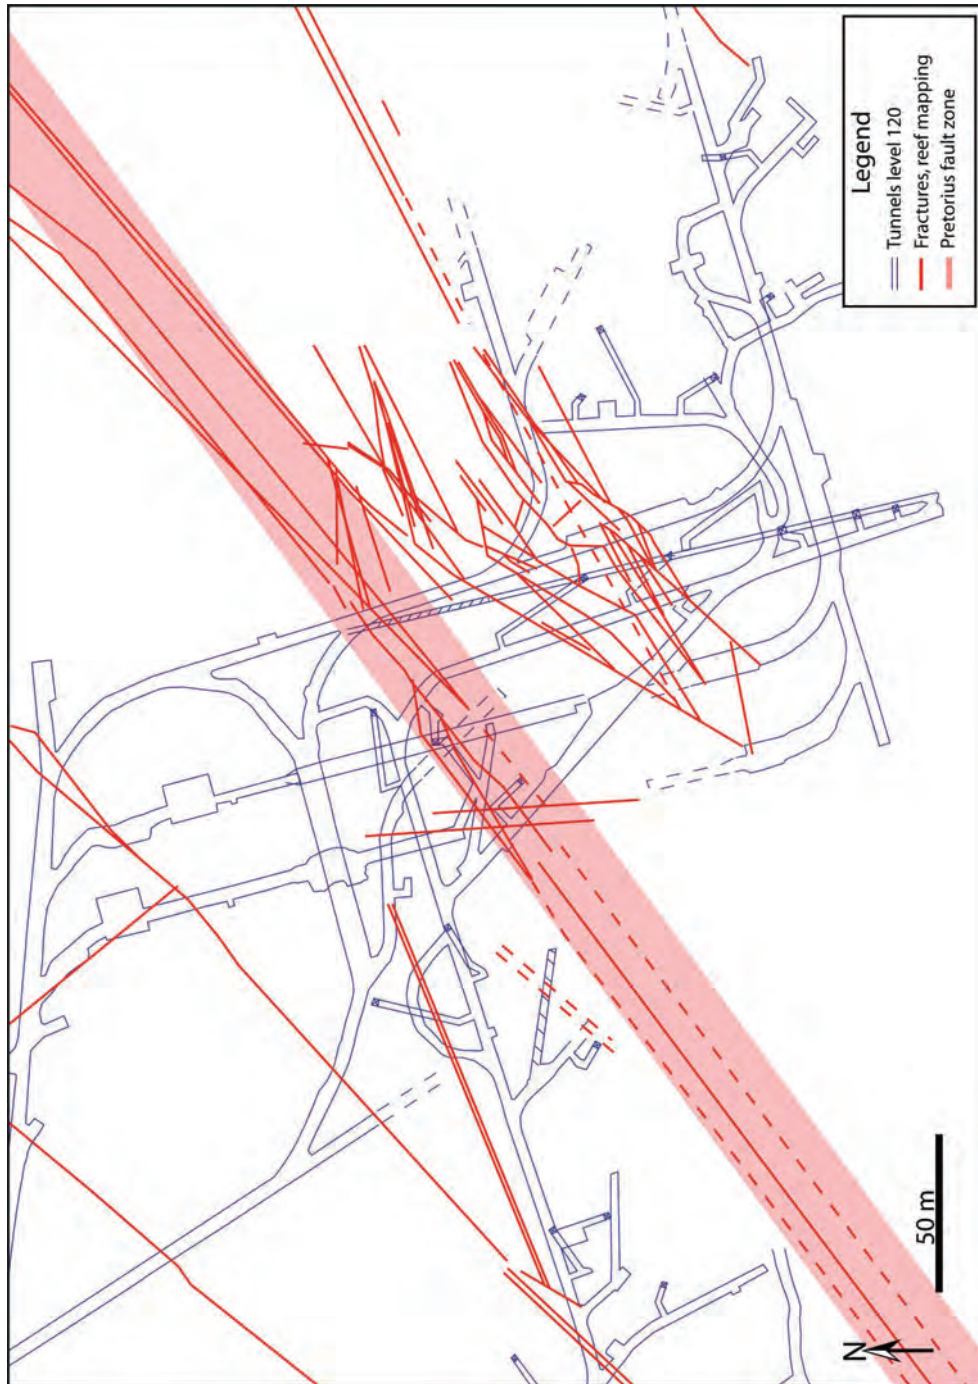 Legend
Tunnels level 120
Fractures, reef mapping
Pretorius fault zone
50 m
N